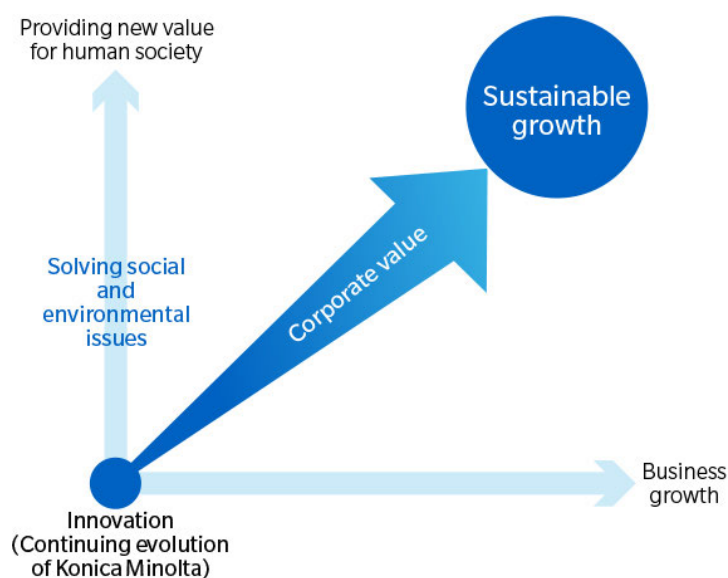 Providing new value
for human society
Sustainable
growth
Solving social
and
environmental
issues
Corporate value
Business
growth
Innovation
(Continuing evolution
of Konica Minolta)